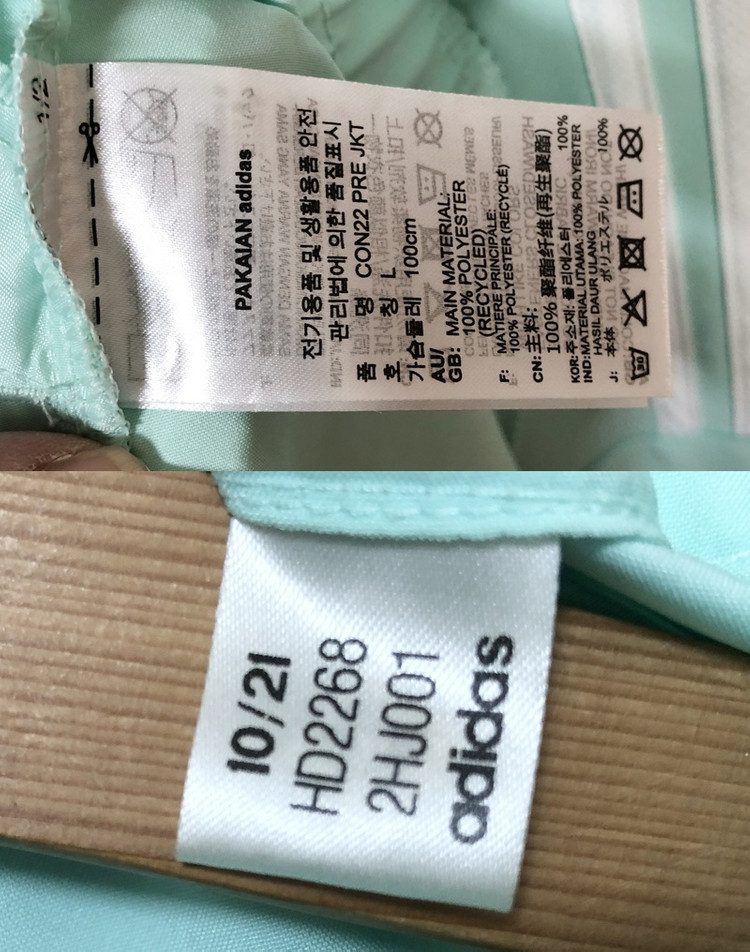 1/2
PAKAIAN adidas
전기용품 및 생활용품 안전
관리법에 의한 품질표시
품 명 CON22 PRE JKT
호 칭 L
가슴둘레 100cm
AU/
GB: MAIN MATERIAL:
100% POLYESTER
(RECYCLED)
F: MATIERE PRINCIPALE:
100% POLYESTER (RECYCLÉ)
CN: 主料:
100% 聚酯纤维(再生聚酯)
KOR: 주소재: 폴리에스터 100%
IND: MATERIAL UTAMA: 100% POLYESTER
HASIL DAUR ULANG
J: 本体 ポリエステル 100%
30
10/21
HD2268
2HJ001
adidas